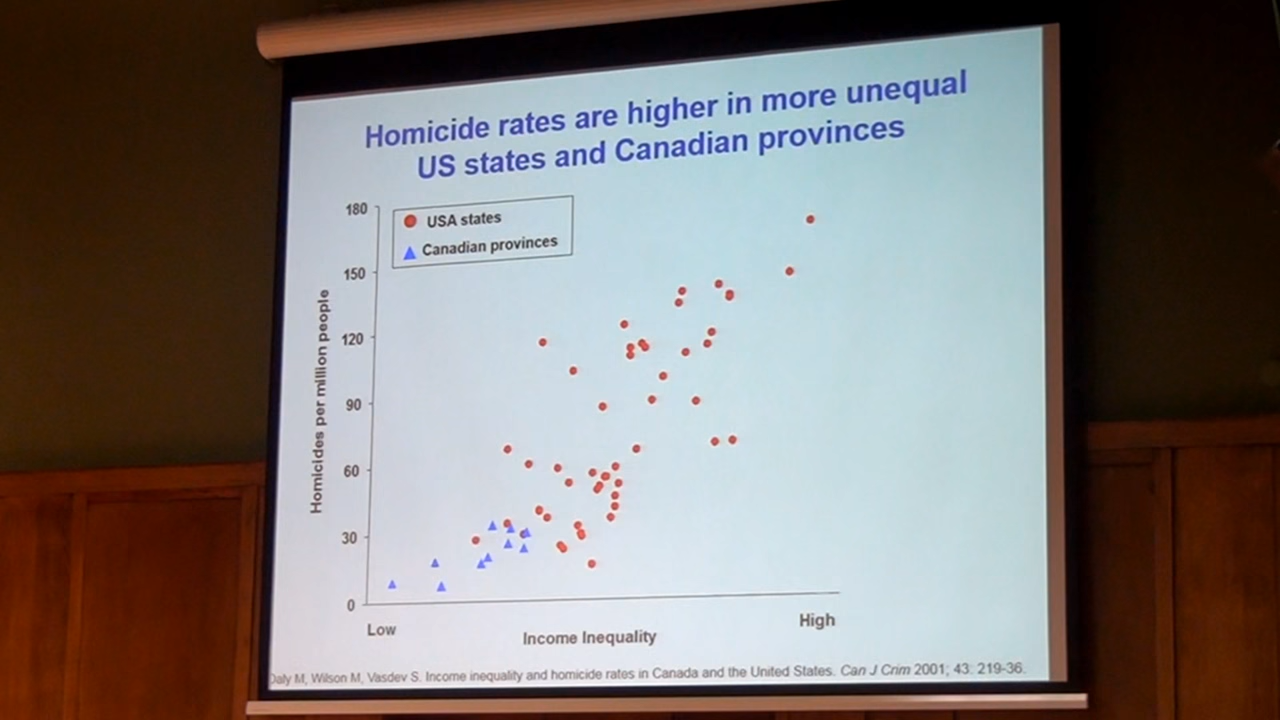 Homicide rates are higher in more unequal
US states and Canadian provinces
USA states
Canadian provinces
Homicides per million people
180
150
120
90
60
30
0
Low
High
Income Inequality
Daly M, Wilson M, Vasdev S. Income inequality and homicide rates in Canada and the United States. Can J Crim 2001; 43: 219-36.